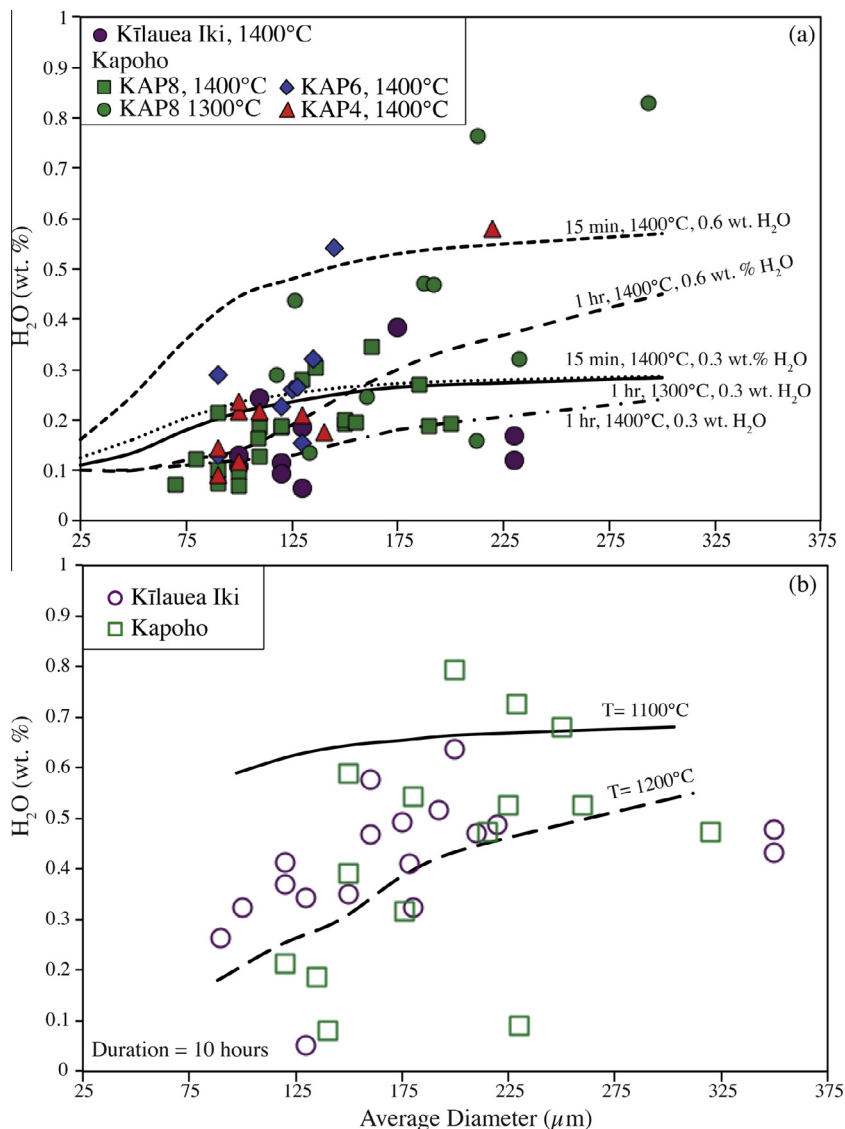 (a)
Kīlauea Iki, 1400°C
Kapoho
KAP8, 1400°C KAP6, 1400°C
KAP8 1300°C KAP4, 1400°C
1
0.9
0.8
0.7
0.6
0.5
0.4
0.3
0.2
0.1
0
H₂O (wt. %)
15 min, 1400°C, 0.6 wt. H₂O
1 hr, 1400°C, 0.6 wt. % H₂O
15 min, 1400°C, 0.3 wt.% H₂O
1 hr, 1300°C, 0.3 wt. H₂O
1 hr, 1400°C, 0.3 wt. H₂O
25 75 125 175 225 275 325 375
(b)
Kīlauea Iki
Kapoho
1
0.9
0.8
0.7
0.6
0.5
0.4
0.3
0.2
0.1
0
H₂O (wt. %)
T= 1100°C
T= 1200°C
Duration = 10 hours
25 75 125 175 225 275 325 375
Average Diameter (µm)